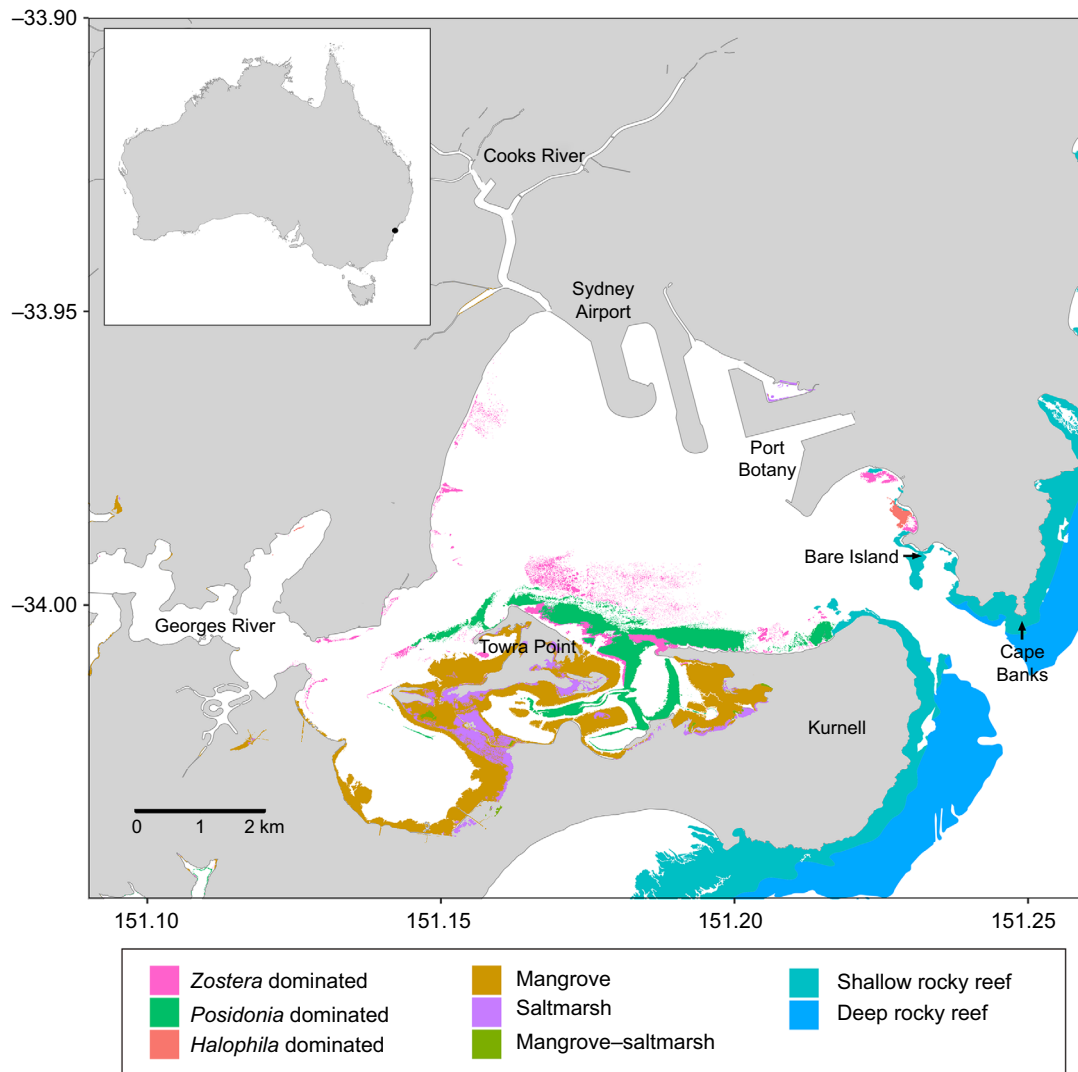 –33.90
Cooks River
Sydney
Airport
–33.95
Port
Botany
Bare Island
–34.00
Georges River
Towra Point
Cape
Banks
Kurnell
0 1 2 km
151.10 151.15 151.20 151.25
Zostera dominated
Posidonia dominated
Halophila dominated
Mangrove
Saltmarsh
Mangrove–saltmarsh
Shallow rocky reef
Deep rocky reef